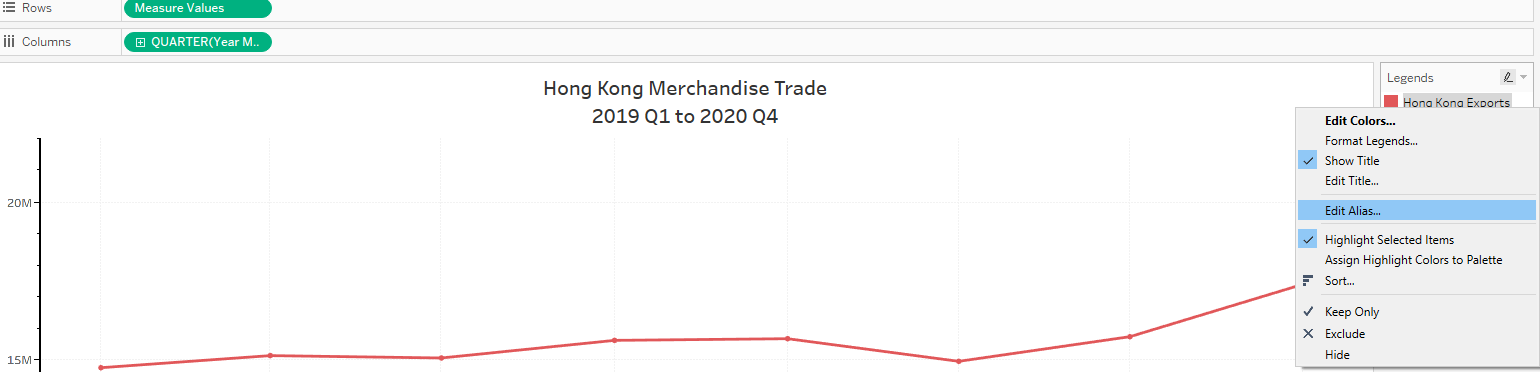 Rows
Measure Values
Columns
QUARTER(Year M..
Hong Kong Merchandise Trade
2019 Q1 to 2020 Q4
20M
15M
Legends
Hong Kong Exports
Edit Colors...
Format Legends...
Show Title
Edit Title...
Edit Alias...
Highlight Selected Items
Assign Highlight Colors to Palette
Sort...
Keep Only
Exclude
Hide